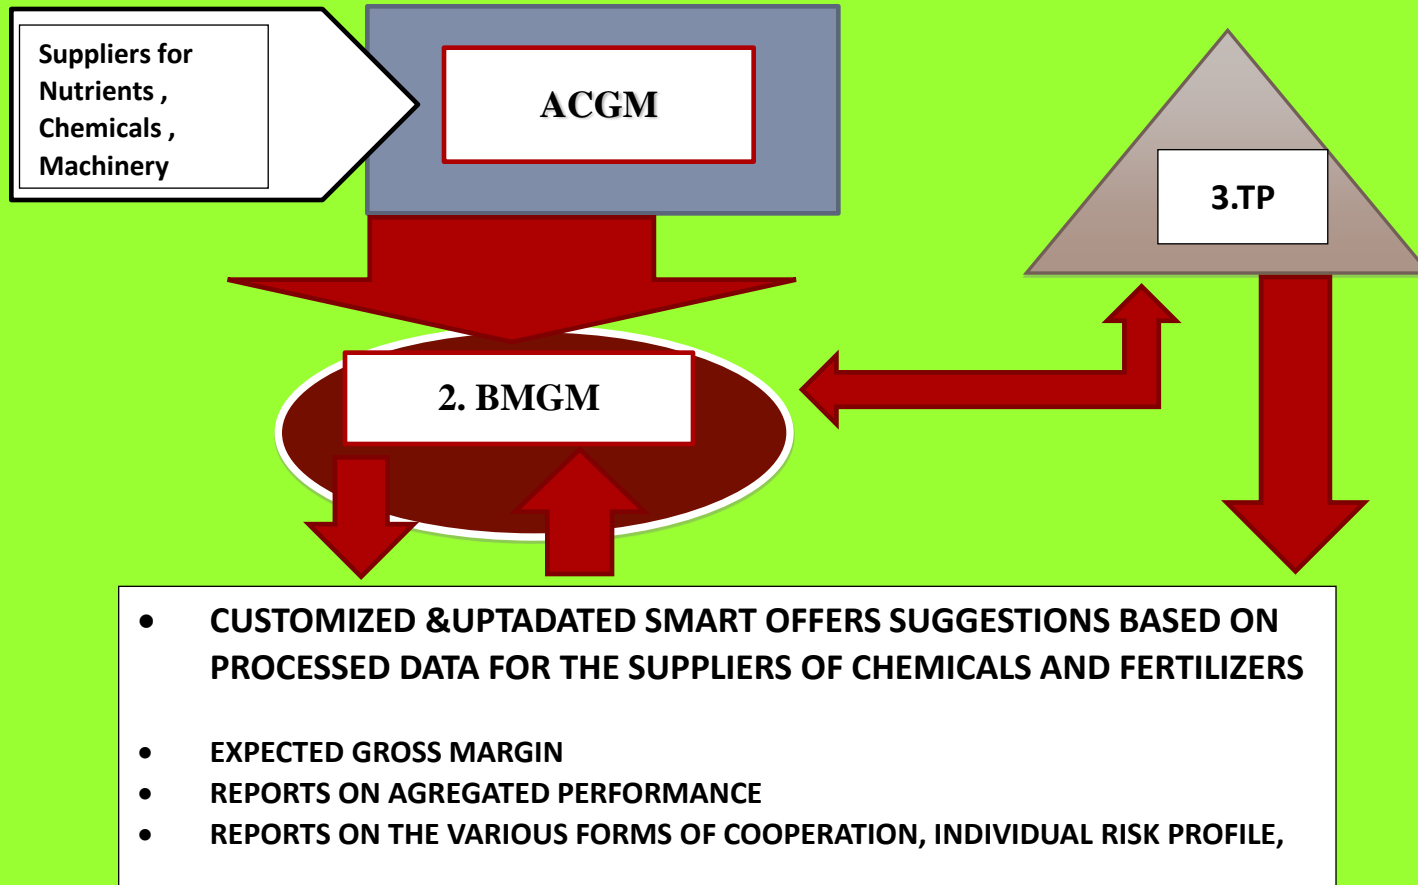 Suppliers for
Nutrients ,
Chemicals ,
Machinery
ACGM
3.TP
2. BMGM
• CUSTOMIZED &UPTADATED SMART OFFERS SUGGESTIONS BASED ON
PROCESSED DATA FOR THE SUPPLIERS OF CHEMICALS AND FERTILIZERS
• EXPECTED GROSS MARGIN
• REPORTS ON AGREGATED PERFORMANCE
• REPORTS ON THE VARIOUS FORMS OF COOPERATION, INDIVIDUAL RISK PROFILE,